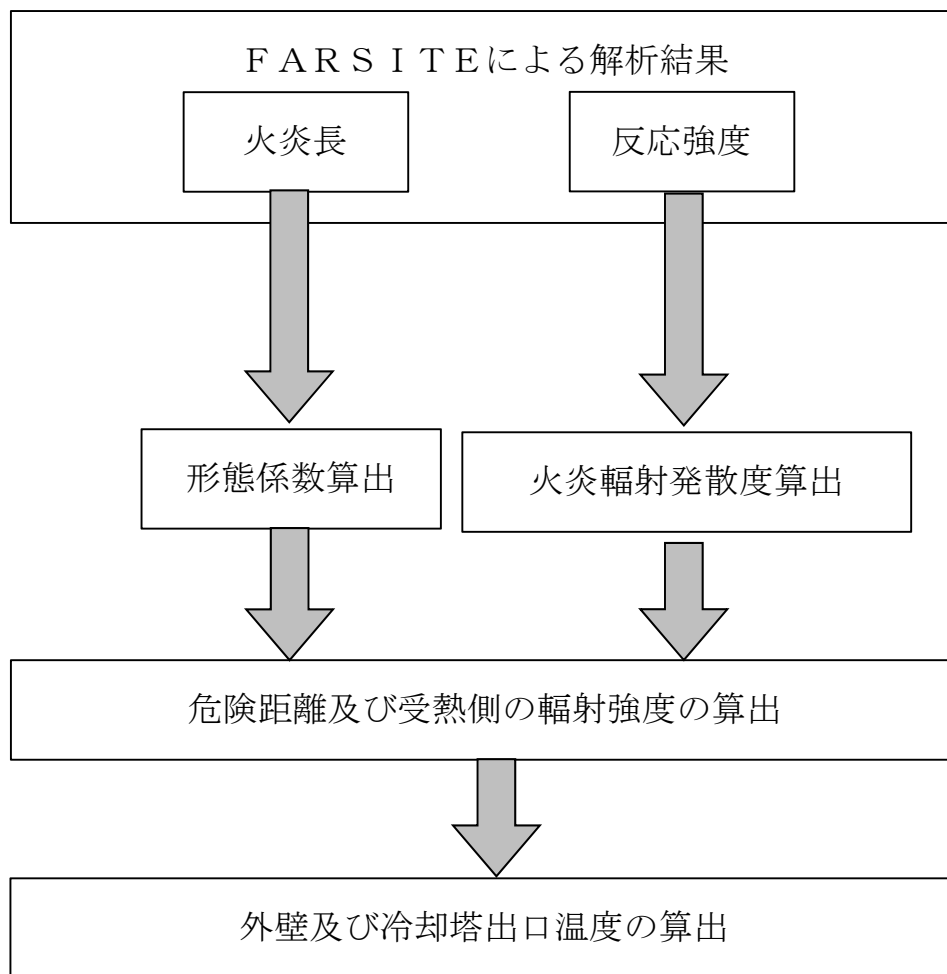 ＦＡＲＳＩＴＥによる解析結果
火炎長
反応強度
形態係数算出
火炎輻射発散度算出
危険距離及び受熱側の輻射強度の算出
外壁及び冷却塔出口温度の算出